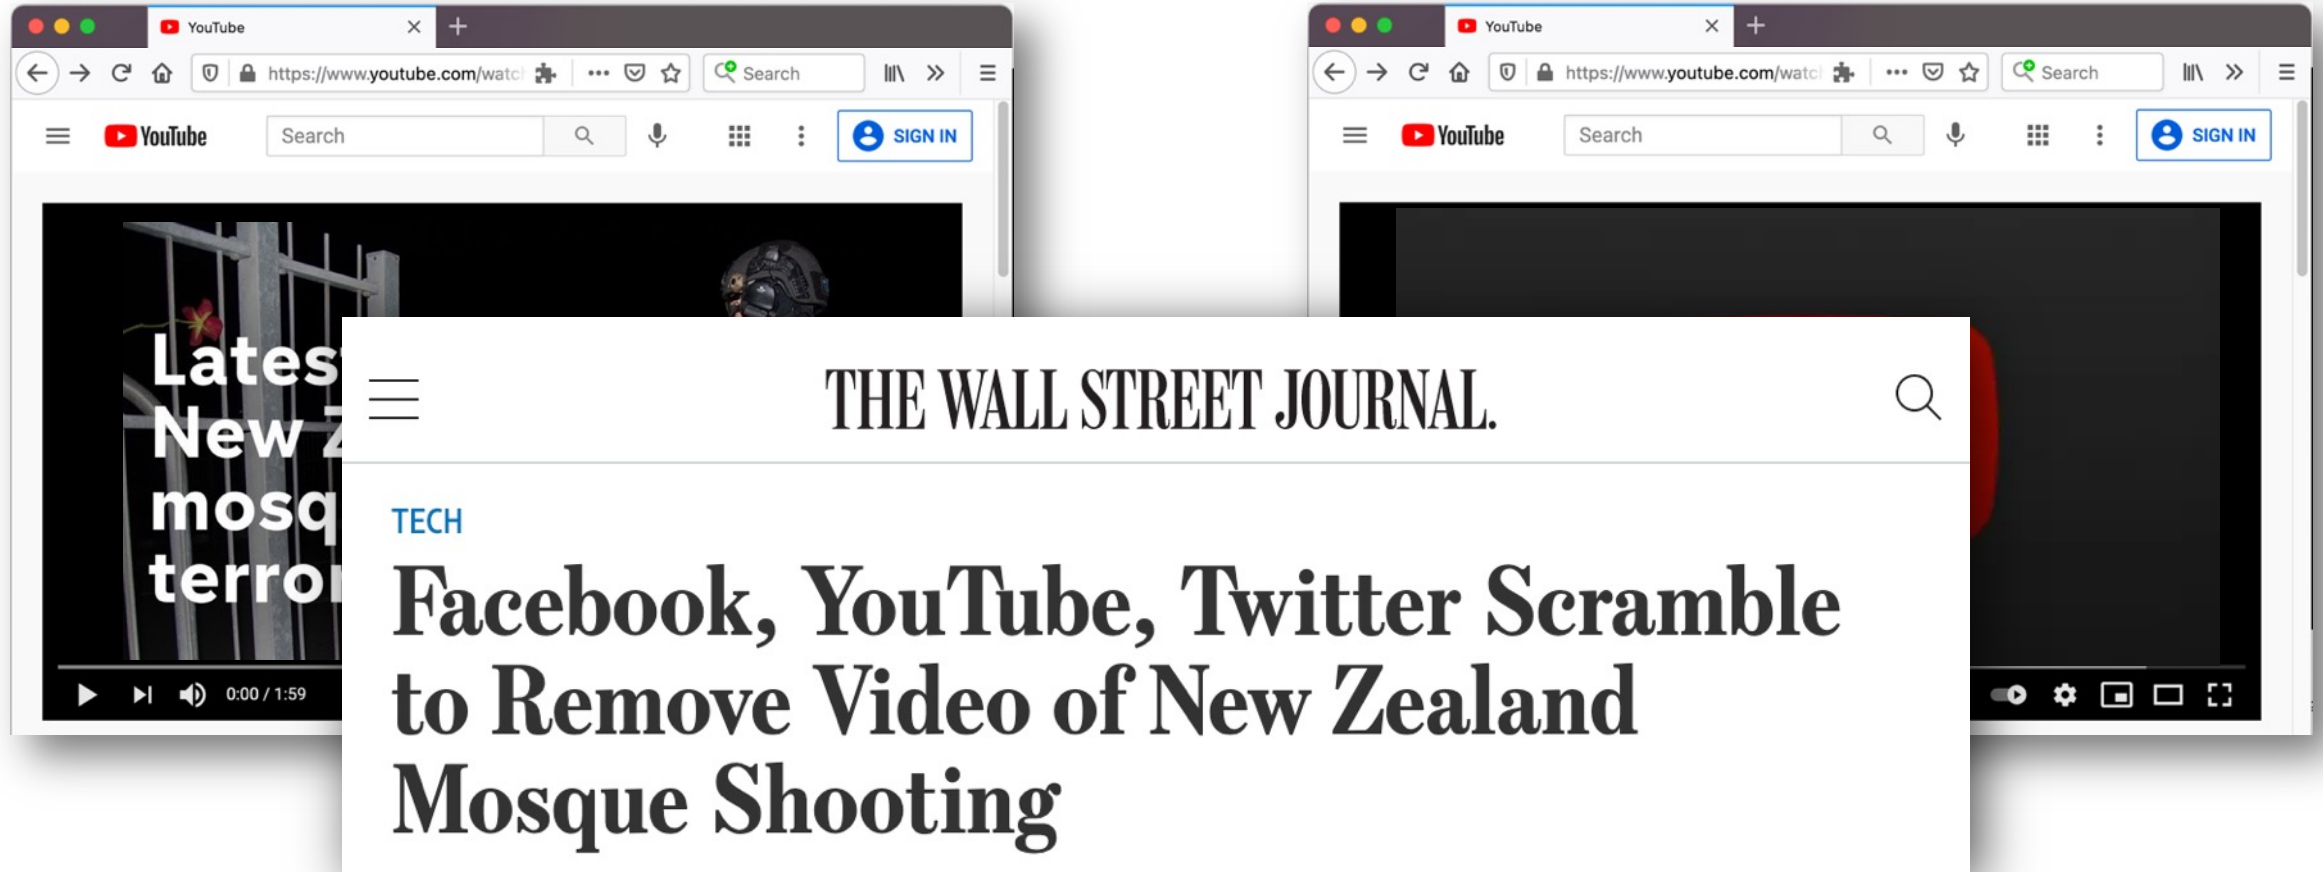 YouTube
https://www.youtube.com/watc
Search
YouTube
Search
SIGN IN
Lates
New Z
mosq
terror
0:00 / 1:59
YouTube
https://www.youtube.com/watc
Search
YouTube
Search
SIGN IN
THE WALL STREET JOURNAL.
TECH
Facebook, YouTube, Twitter Scramble
to Remove Video of New Zealand
Mosque Shooting